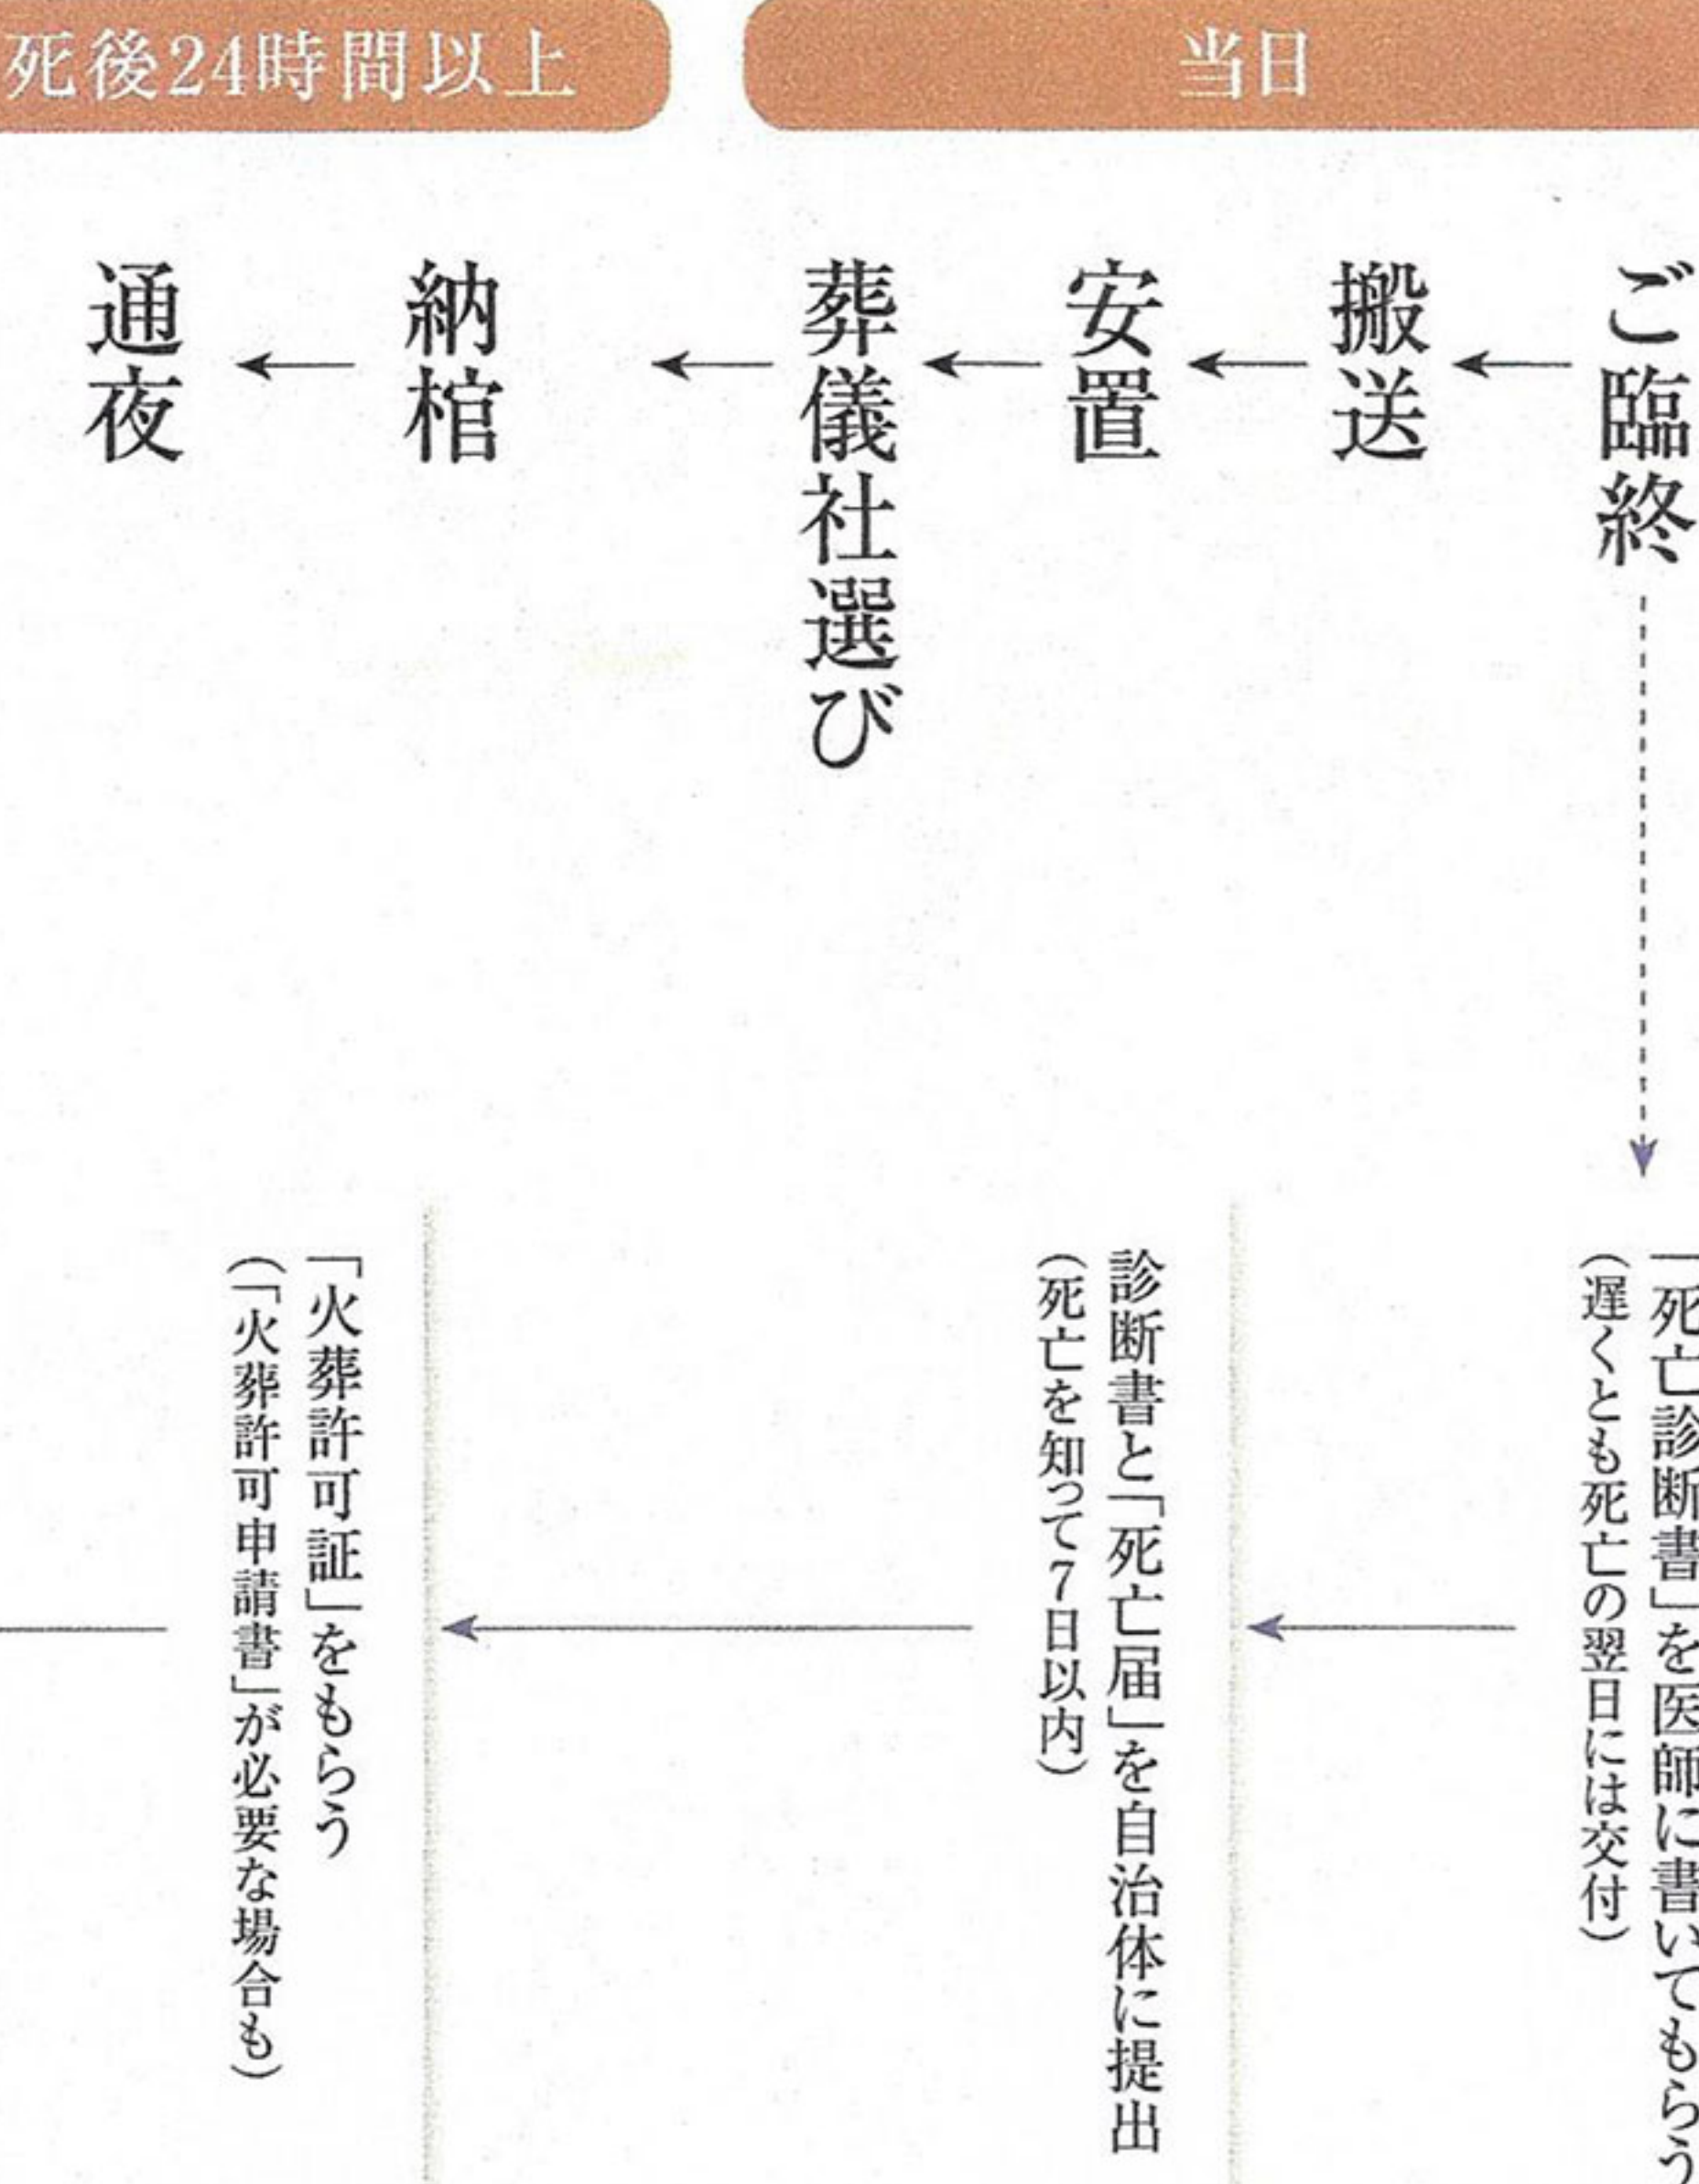 当日
死後24時間以上
ご臨終
搬送
安置
葬儀社選び
納棺
通夜
「死亡診断書」を医師に書いてもらう
(遅くとも死亡の翌日には交付)
診断書と「死亡届」を自治体に提出
(死亡を知って7日以内)
「火葬許可証」をもらう
(「火葬許可申請書」が必要な場合も)